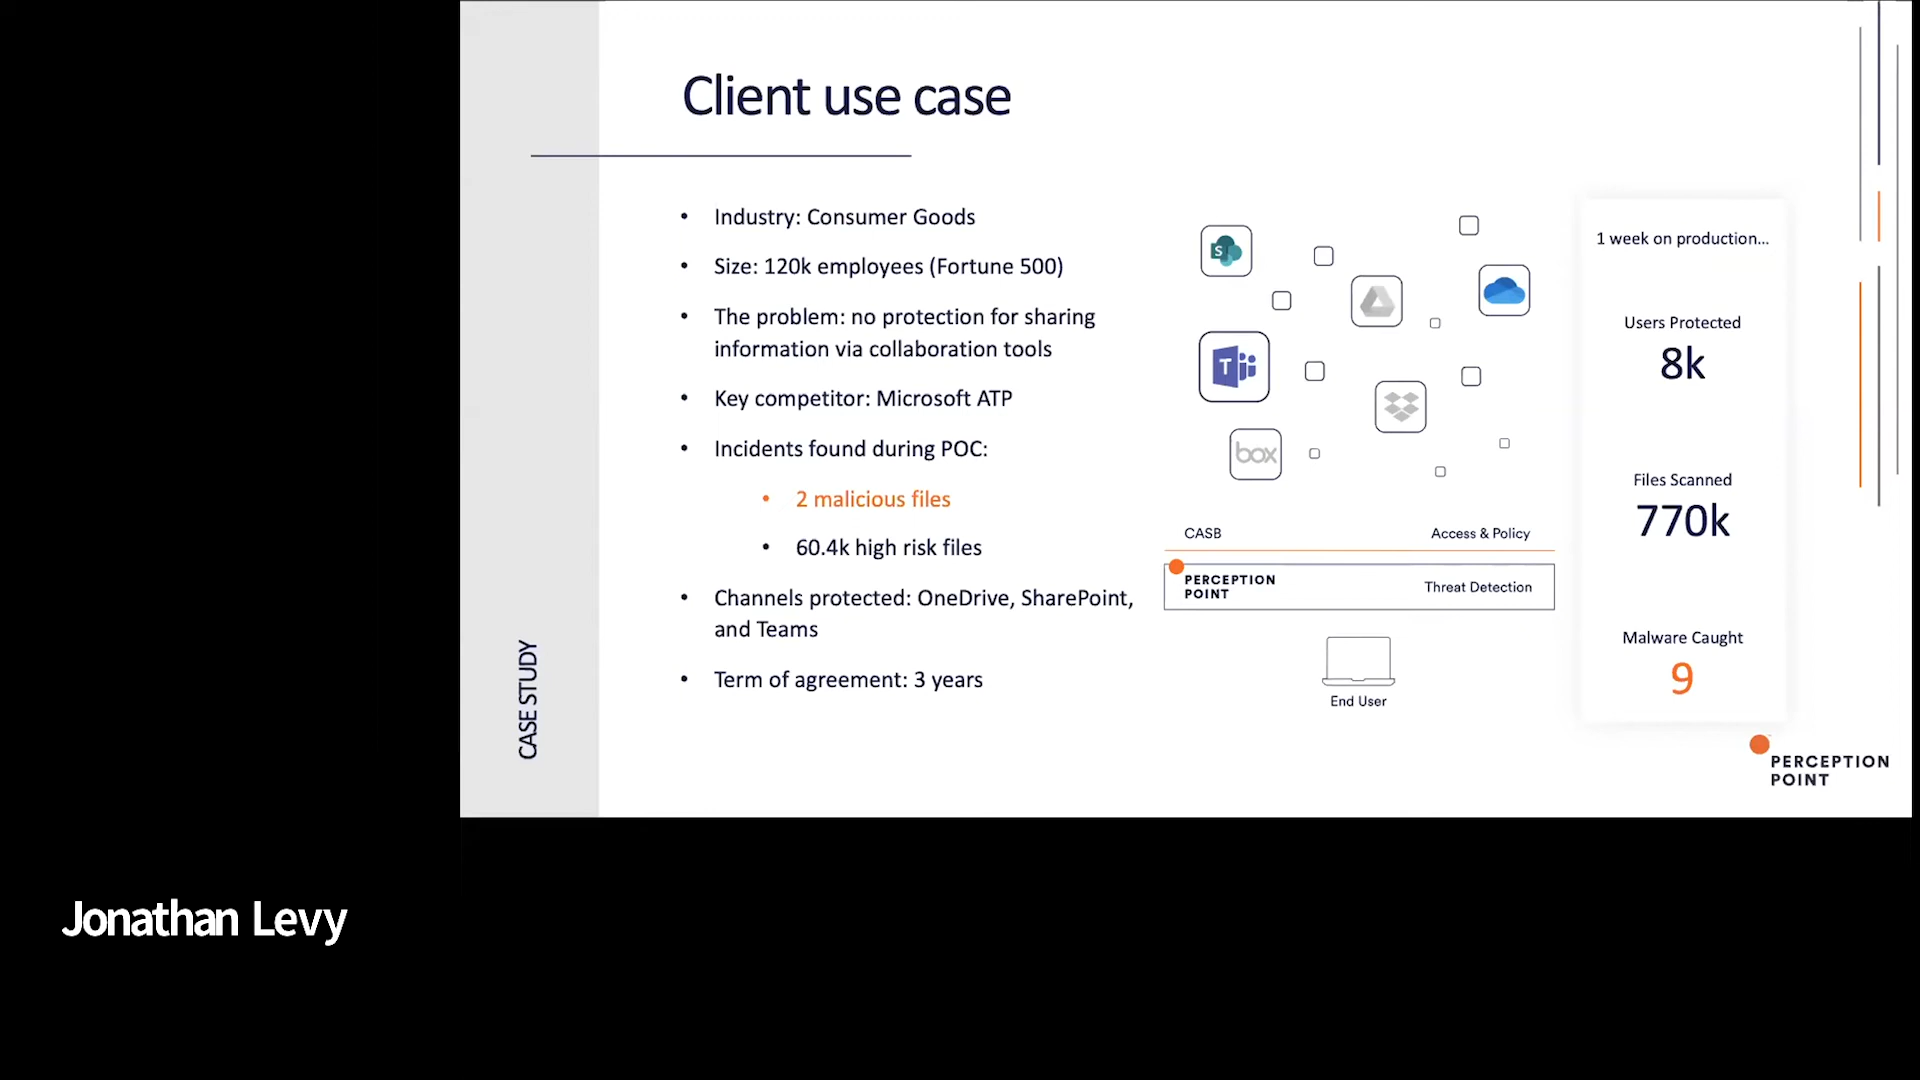 Client use case
Industry: Consumer Goods
Size: 120k employees (Fortune 500)
The problem: no protection for sharing
information via collaboration tools
Key competitor: Microsoft ATP
Incidents found during POC:
2 malicious files
60.4k high risk files
Channels protected: OneDrive, SharePoint,
and Teams
Term of agreement: 3 years
CASE STUDY
S
T
box
CASB
Access & Policy
PERCEPTION
POINT
Threat Detection
End User
1 week on production...
Users Protected
8k
Files Scanned
770k
Malware Caught
9
PERCEPTION
POINT
Jonathan Levy